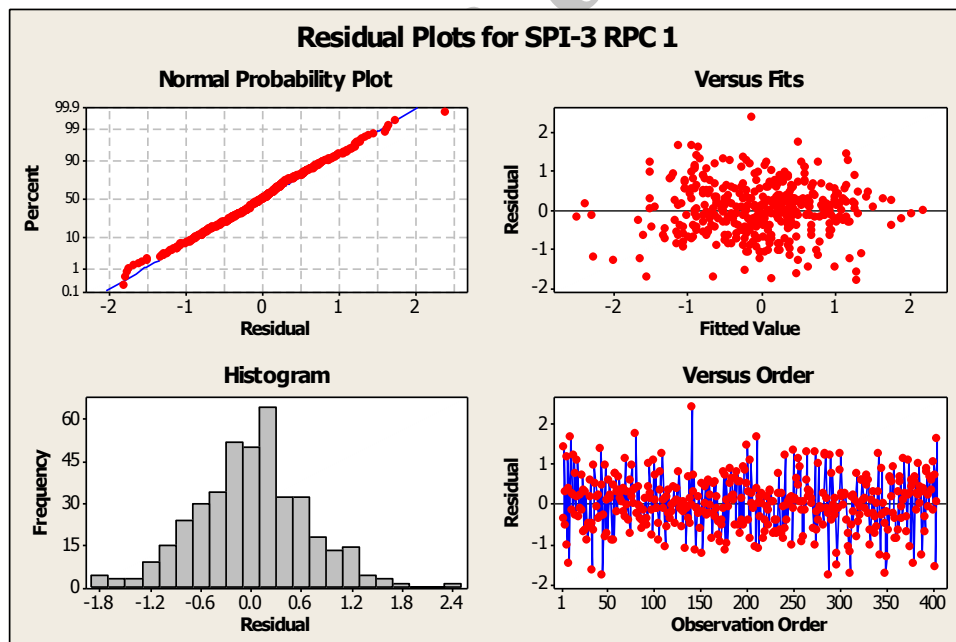 Residual Plots for SPI-3 RPC 1
Normal Probability Plot
99.9
99
90
50
10
1
0.1
Percent
-2 -1 0 1 2
Residual
Versus Fits
2
1
0
-1
-2
Residual
-2 -1 0 1 2
Fitted Value
Histogram
60
45
30
15
0
Frequency
-1.8 -1.2 -0.6 0.0 0.6 1.2 1.8 2.4
Residual
Versus Order
2
1
0
-1
-2
Residual
1 50 100 150 200 250 300 350 400
Observation Order